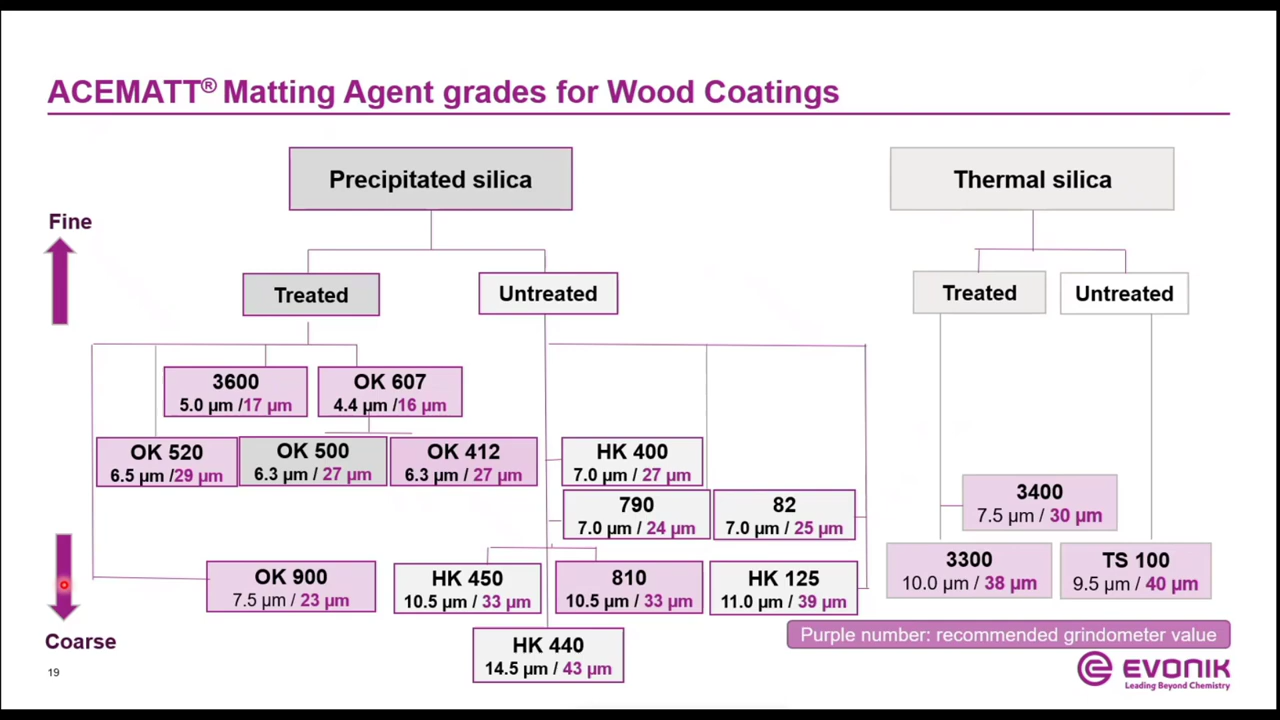 ACEMATT® Matting Agent grades for Wood Coatings
Precipitated silica
Thermal silica
Fine
Treated
Untreated
Treated
Untreated
3600
5.0 µm /17 µm
OK 607
4.4 µm /16 µm
OK 520
6.5 µm /29 µm
OK 500
6.3 µm / 27 µm
OK 412
6.3 µm / 27 µm
HK 400
7.0 µm / 27 µm
790
7.0 µm / 24 µm
82
7.0 µm / 25 µm
3400
7.5 µm / 30 µm
OK 900
7.5 µm / 23 µm
HK 450
10.5 µm / 33 µm
810
10.5 µm / 33 µm
HK 125
11.0 µm / 39 µm
3300
10.0 µm / 38 µm
TS 100
9.5 µm / 40 µm
Coarse
HK 440
14.5 µm / 43 µm
Purple number: recommended grindometer value
19
EVONIK
Leading Beyond Chemistry